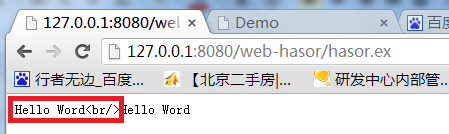 127.0.0.1:8080/web Demo 百度
127.0.0.1:8080/web-hasor/hasor.ex
行者无边_百度... 【北京二手房|... 研发中心内部管...
Hello Word<br/>Hello Word